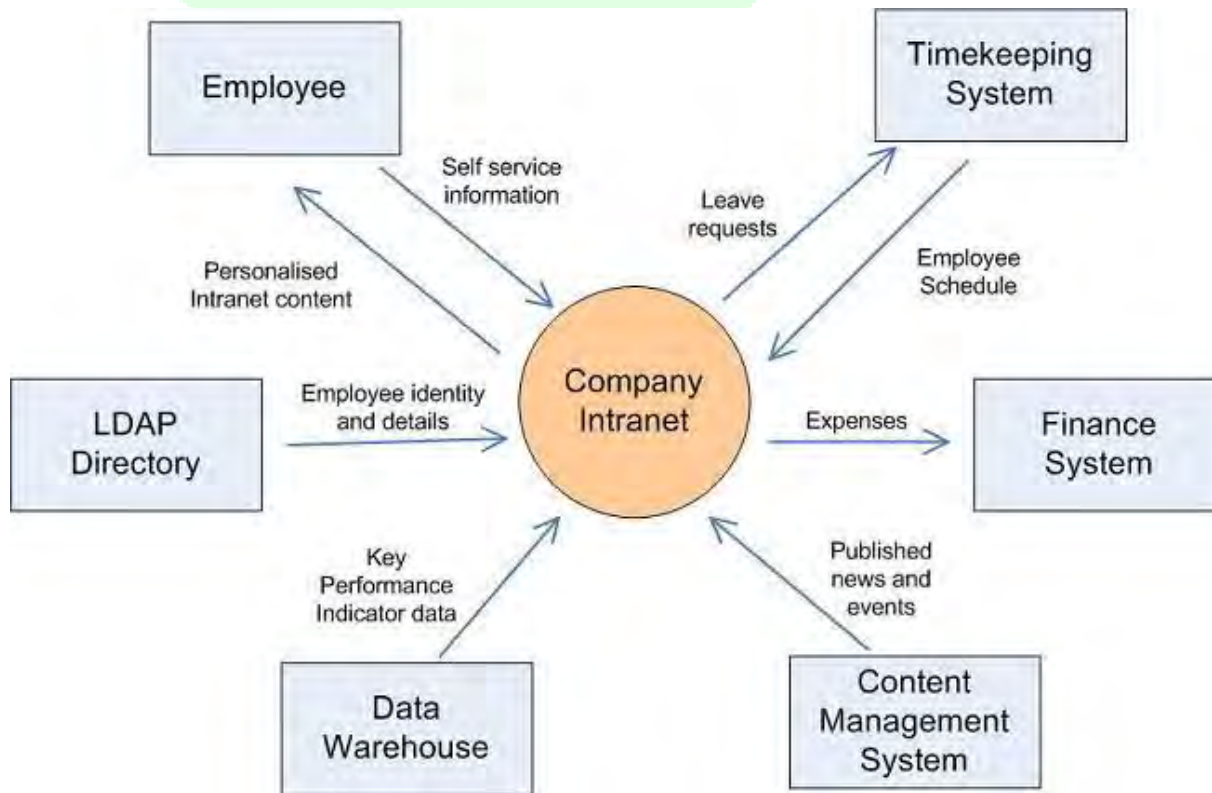 Employee
Timekeeping
System
Self service
information
Leave
requests
Personalised
Intranet content
Employee
Schedule
Company
Intranet
LDAP
Directory
Employee identity
and details
Expenses
Finance
System
Key
Performance
Indicator data
Published
news and
events
Data
Warehouse
Content
Management
System